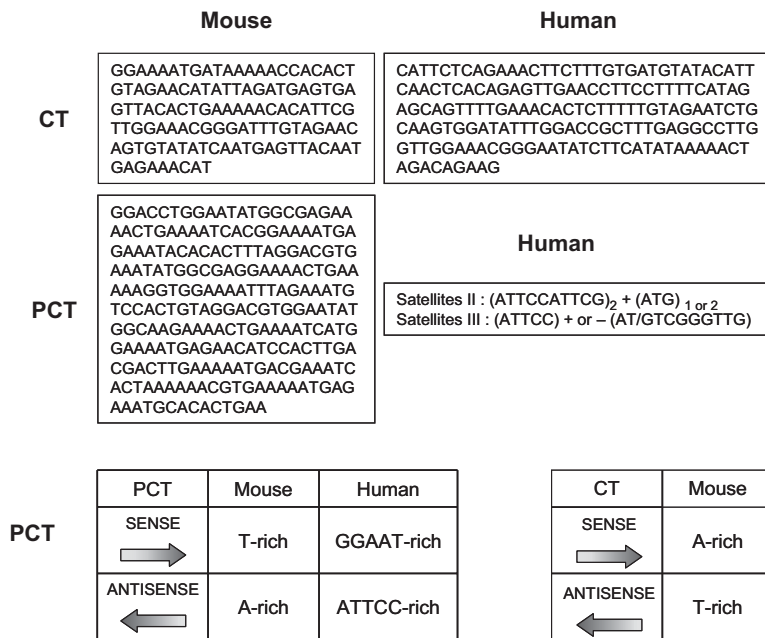 Mouse
Human
CT
GGAAAATGATAAAAACCACACT
GTAGAACATATTAGATGAGTGA
GTTACACTGAAAAACACATTCG
TTGGAAACGGGATTTGTAGAAC
AGTGTATATCAATGAGTTACAAT
GAGAAACAT
CATTCTCAGAAACTTCTTTGTGATGTATACATT
CAACTCACAGAGTTGAACCTTCCTTTTCATAG
AGCAGTTTTGAAACACTCTTTTTGTAGAATCTG
CAAGTGGATATTTGGACCGCTTTGAGGCCTTG
GTTGGAAACGGGAATATCTTCATATAAAAACT
AGACAGAAG
PCT
GGACCTGGAATATGGCGAGAA
AACTGAAAATCACGGAAAATGA
GAAATACACACTTTAGGACGTG
AAATATGGCGAGGAAAACTGAA
AAAGGTGGAAAATTTAGAAATG
TCCACTGTAGGACGTGGAATAT
GGCAAGAAAACTGAAAATCATG
GAAAATGAGAACATCCACTTGA
CGACTTGAAAAATGACGAAATC
ACTAAAAAACGTGAAAAATGAG
AAATGCACACTGAA
Human
Satellites II : (ATTCCATTCG)2 + (ATG) 1 or 2
Satellites III : (ATTCC) + or – (AT/GTCGGGTTG)
PCT
PCT Mouse Human
SENSE T-rich GGAAT-rich
ANTISENSE A-rich ATTCC-rich
CT Mouse
SENSE A-rich
ANTISENSE T-rich